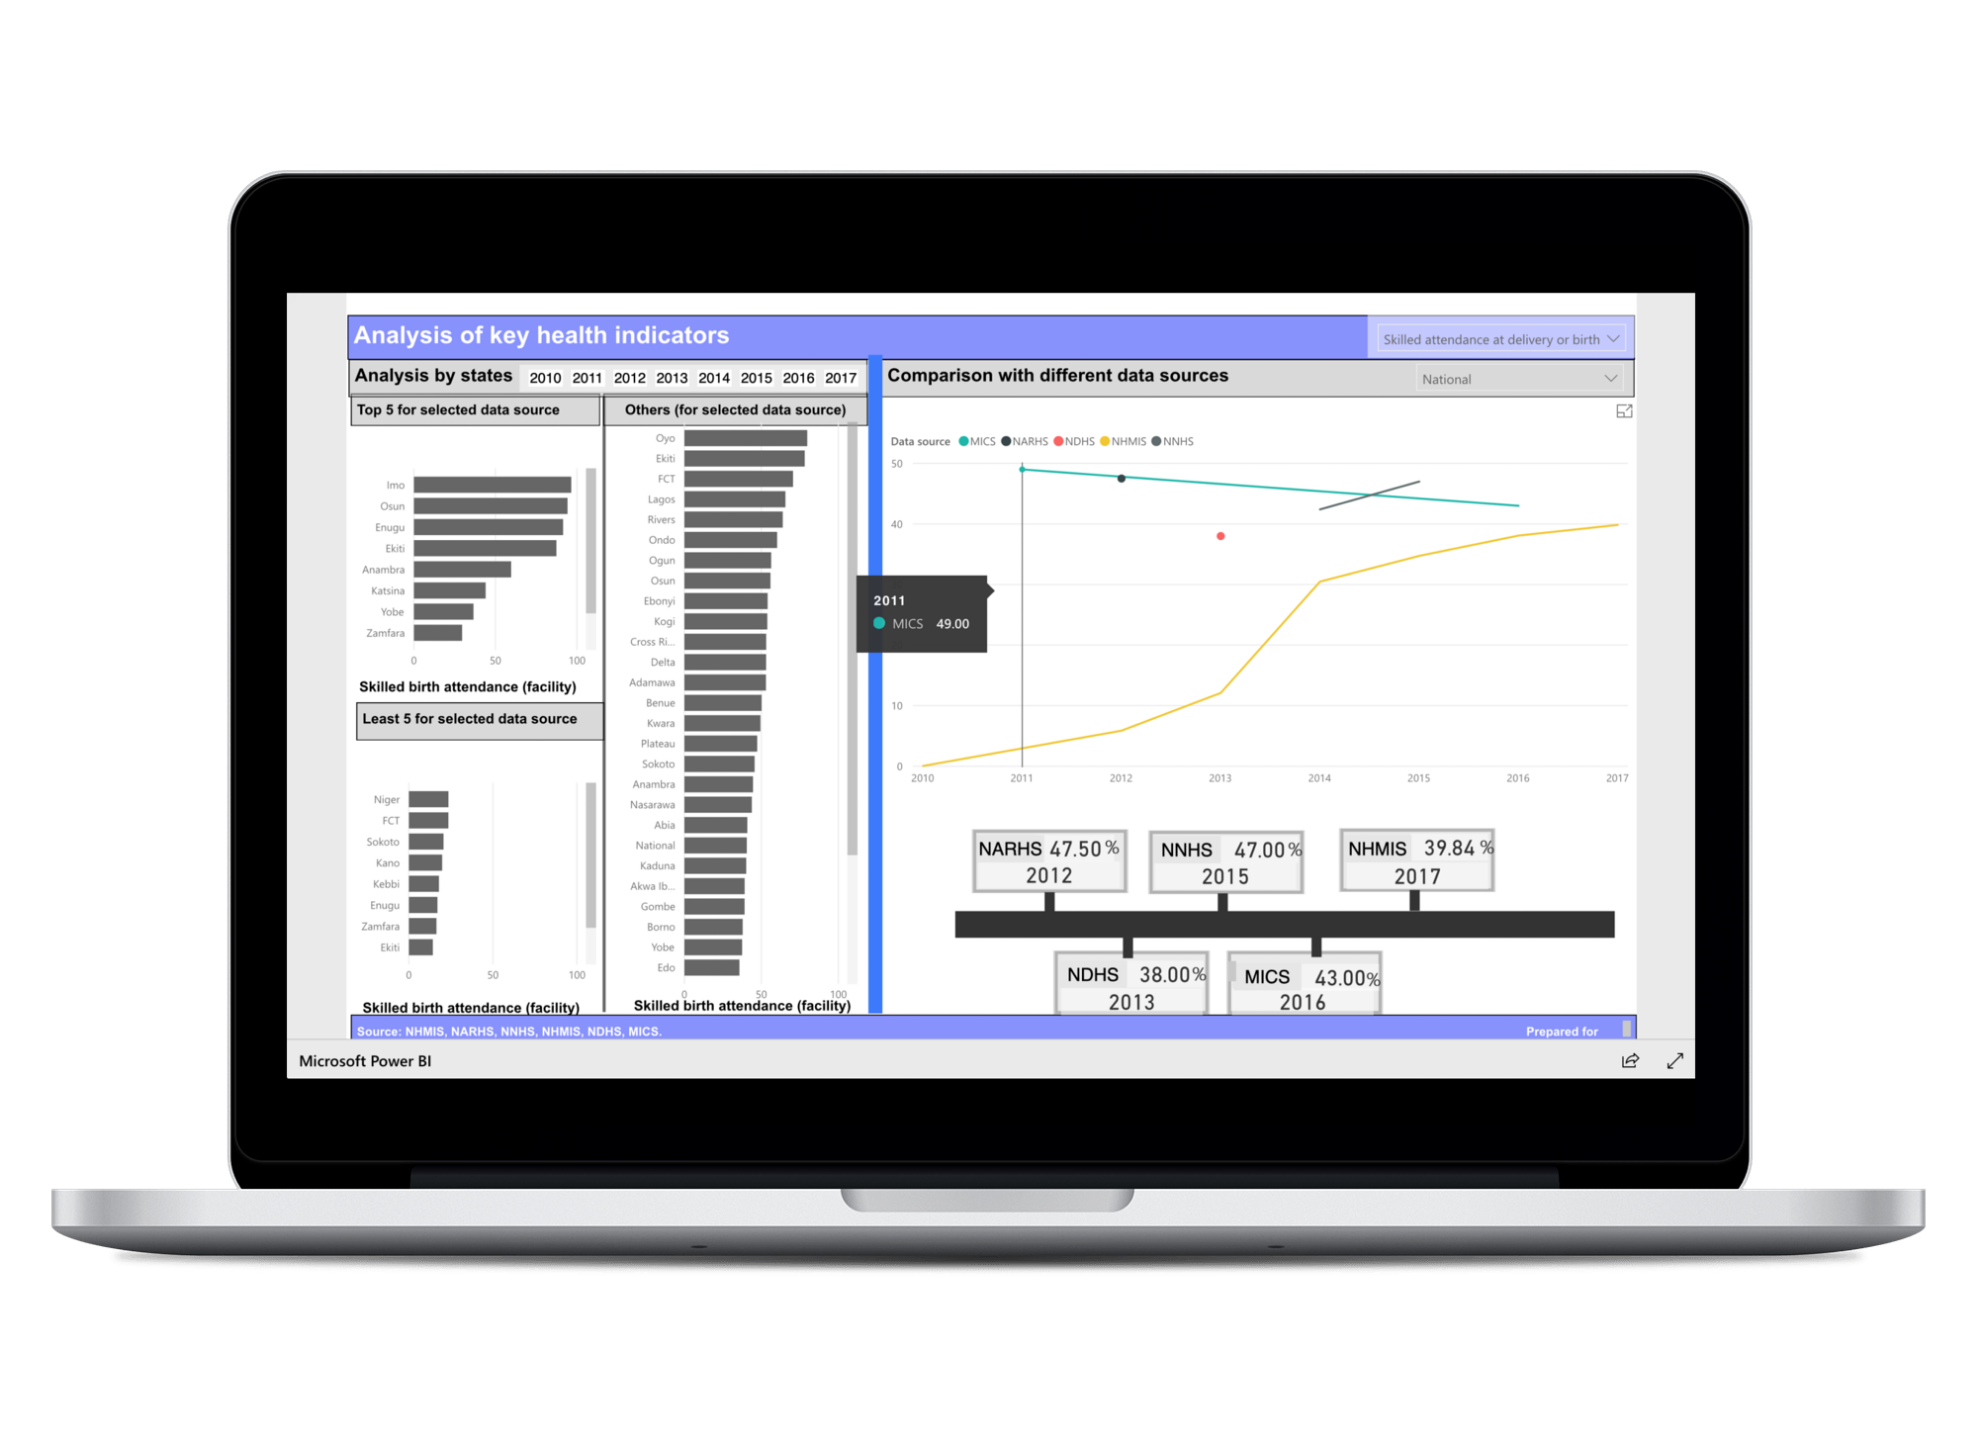 Analysis of key health indicators
Skilled attendance at delivery or birth
Analysis by states 2010 2011 2012 2013 2014 2015 2016 2017
Comparison with different data sources
National
Top 5 for selected data source
Imo
Osun
Enugu
Ekiti
Anambra
Katsina
Yobe
Zamfara
0 50 100
Skilled birth attendance (facility)
Least 5 for selected data source
Niger
FCT
Sokoto
Kano
Kebbi
Enugu
Zamfara
Ekiti
0 50 100
Skilled birth attendance (facility)
Others (for selected data source)
Oyo
Ekiti
FCT
Lagos
Rivers
Ondo
Ogun
Osun
Ebonyi
Kogi
Cross Ri...
Delta
Adamawa
Benue
Kwara
Plateau
Sokoto
Anambra
Nasarawa
Abia
National
Kaduna
Akwa Ib...
Gombe
Borno
Yobe
Edo
0 50 100
Skilled birth attendance (facility)
Data source MICS NARHS NDHS NHMIS NNHS
50
40
10
0
2010 2011 2012 2013 2014 2015 2016 2017
2011
MICS 49.00
NARHS 47.50 %
2012
NNHS 47.00%
2015
NHMIS 39.84 %
2017
NDHS 38.00%
2013
MICS 43.00%
2016
Source: NHMIS, NARHS, NNHS, NHMIS, NDHS, MICS.
Prepared for
Microsoft Power BI